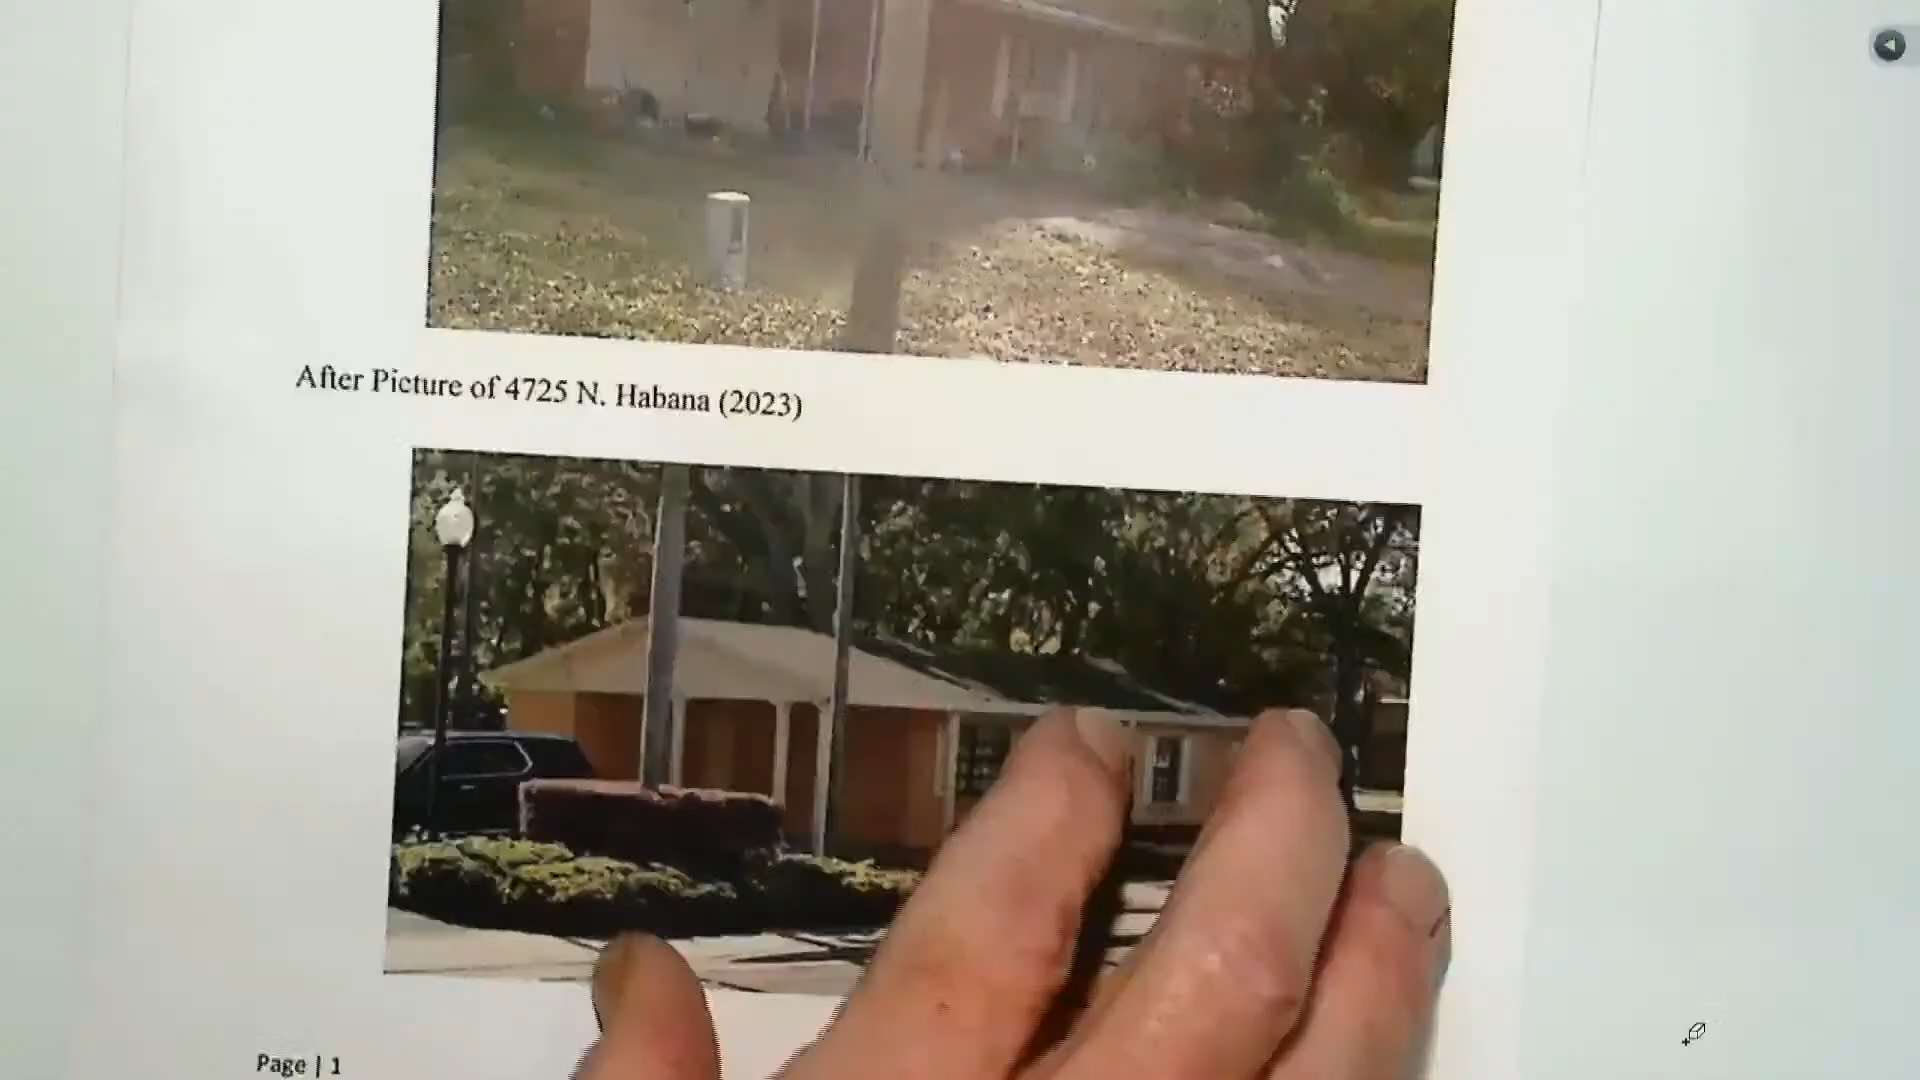 After Picture of 4725 N. Habana (2023)
Page | 1